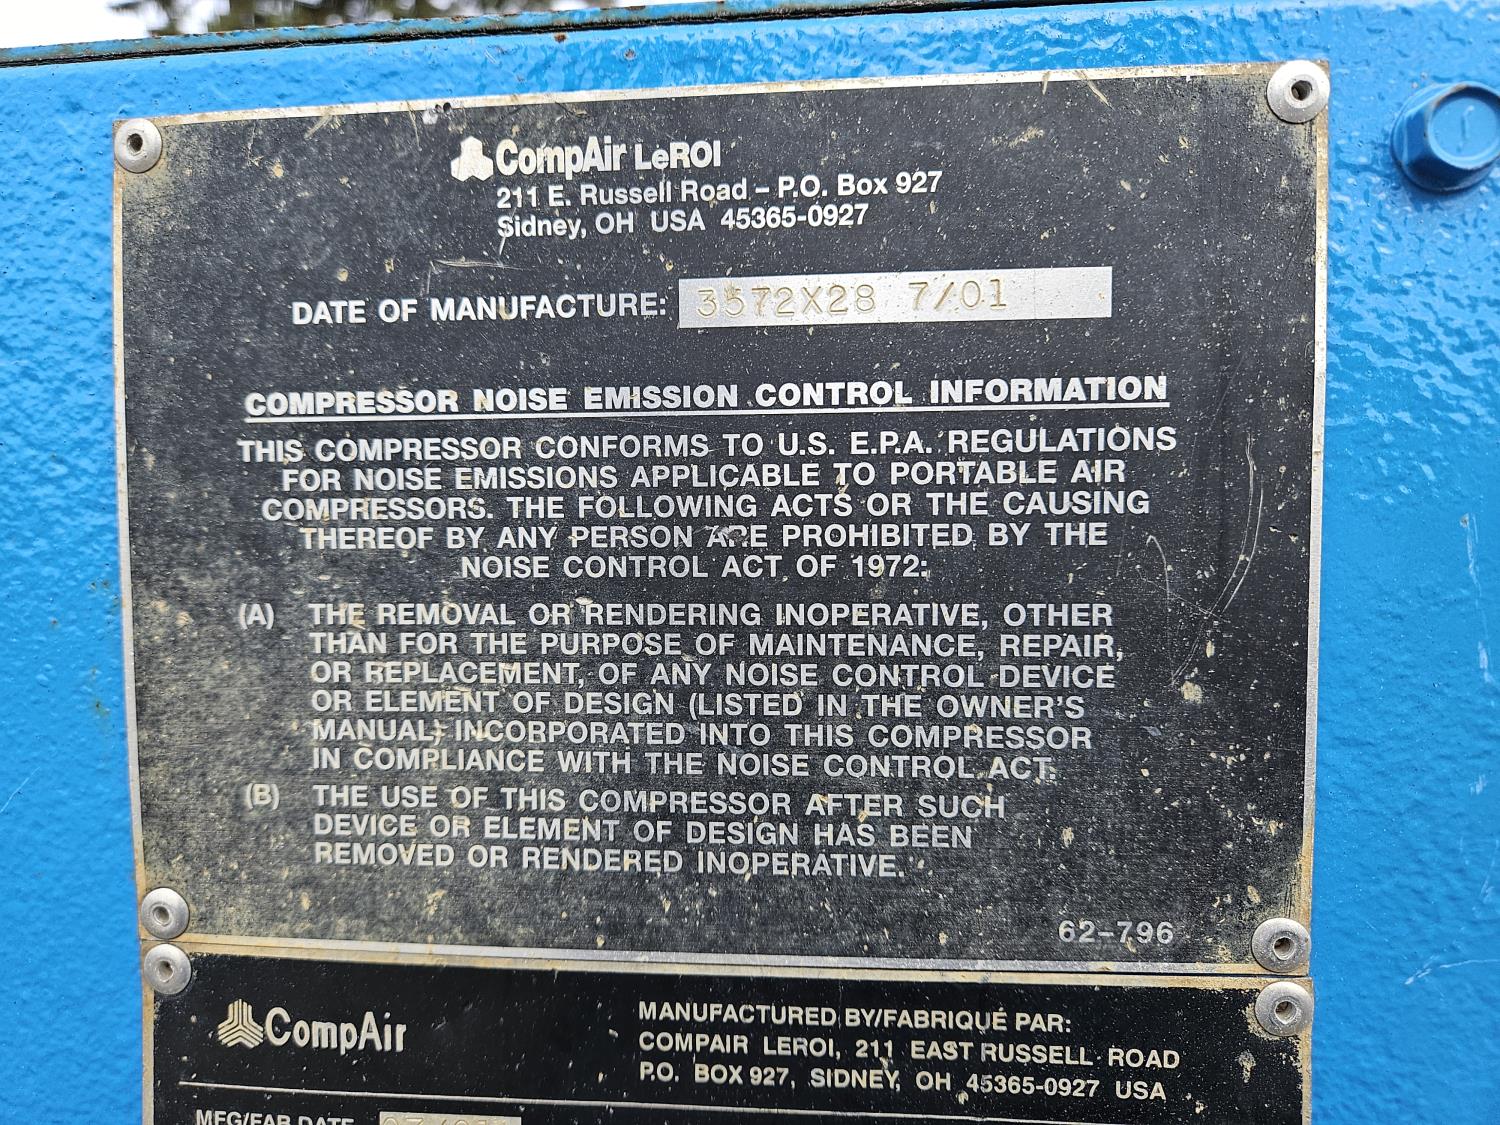 CompAir LeROI
211 E. Russell Road – P.O. Box 927
Sidney, OH USA 45365-0927
DATE OF MANUFACTURE: 3572X28 7/01
COMPRESSOR NOISE EMISSION CONTROL INFORMATION
THIS COMPRESSOR CONFORMS TO U.S. E.P.A. REGULATIONS
FOR NOISE EMISSIONS APPLICABLE TO PORTABLE AIR
COMPRESSORS. THE FOLLOWING ACTS OR THE CAUSING
THEREOF BY ANY PERSON ARE PROHIBITED BY THE
NOISE CONTROL ACT OF 1972:
(A) THE REMOVAL OR RENDERING INOPERATIVE, OTHER
THAN FOR THE PURPOSE OF MAINTENANCE, REPAIR,
OR REPLACEMENT, OF ANY NOISE CONTROL DEVICE
OR ELEMENT OF DESIGN (LISTED IN THE OWNER'S
MANUAL) INCORPORATED INTO THIS COMPRESSOR
IN COMPLIANCE WITH THE NOISE CONTROL ACT.
(B) THE USE OF THIS COMPRESSOR AFTER SUCH
DEVICE OR ELEMENT OF DESIGN HAS BEEN
REMOVED OR RENDERED INOPERATIVE.
62-796
CompAir
MANUFACTURED BY/FABRIQUÉ PAR:
COMPAIR LEROI, 211 EAST RUSSELL ROAD
P.O. BOX 927, SIDNEY, OH 45365-0927 USA
MFG/FAB DATE